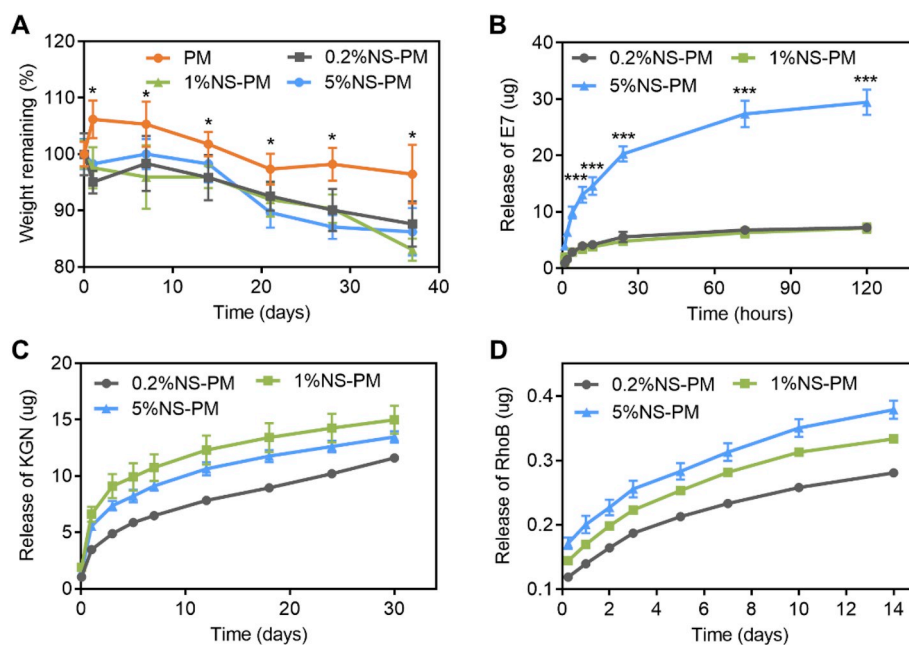 A
PM
0.2%NS-PM
1%NS-PM
5%NS-PM
* * * * * *
120
110
100
90
80
Weight remaining (%)
0 10 20 30 40
Time (days)
B
0.2%NS-PM
1%NS-PM
5%NS-PM
*** *** *** *** ***
40
30
20
10
0
Release of E7 (ug)
0 30 60 90 120
Time (hours)
C
0.2%NS-PM
1%NS-PM
5%NS-PM
20
15
10
5
0
Release of KGN (ug)
0 10 20 30
Time (days)
D
0.2%NS-PM
1%NS-PM
5%NS-PM
0.4
0.3
0.2
0.1
Release of RhoB (ug)
0 2 4 6 8 10 12 14
Time (days)